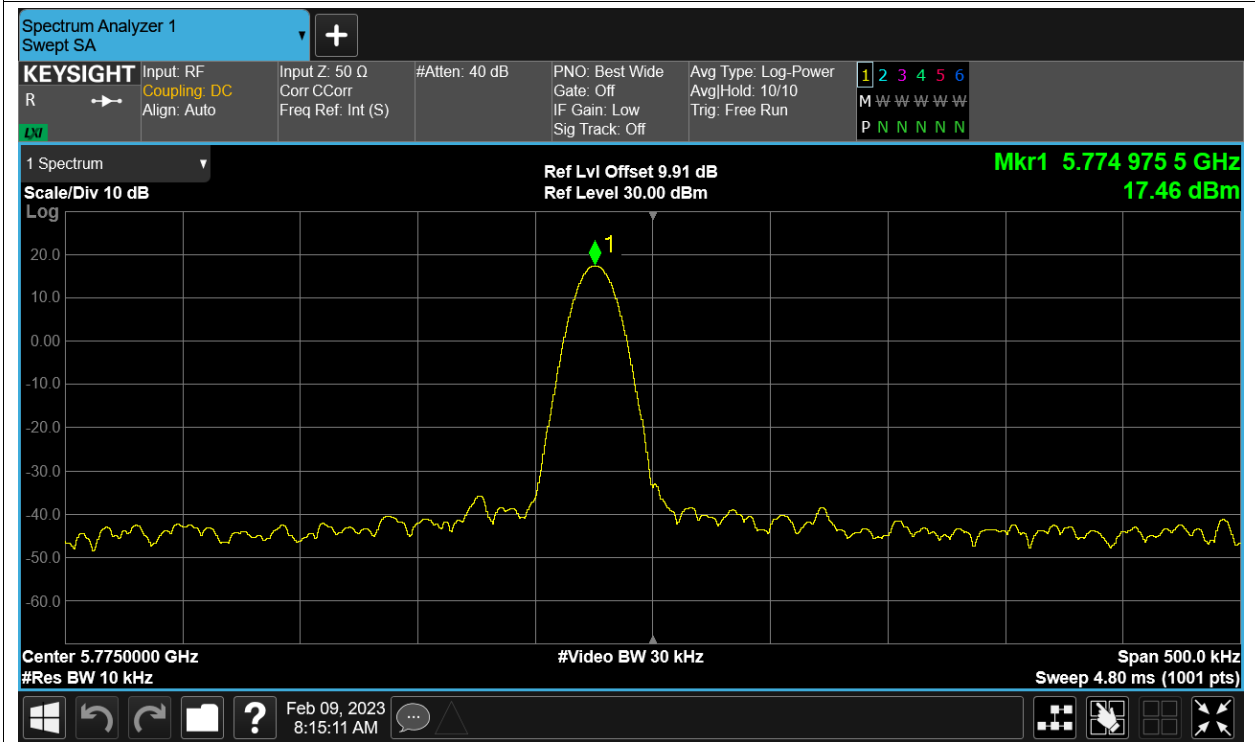 Spectrum Analyzer 1
Swept SA
+
KEYSIGHT
R
LXI
Input: RF
Coupling: DC
Align: Auto
Input Z: 50 Ω
Corr CCorr
Freq Ref: Int (S)
#Atten: 40 dB
PNO: Best Wide
Gate: Off
IF Gain: Low
Sig Track: Off
Avg Type: Log-Power
Avg|Hold: 10/10
Trig: Free Run
1 2 3 4 5 6
M W W W W W
P N N N N N
1 Spectrum
Scale/Div 10 dB
Log
Ref Lvl Offset 9.91 dB
Ref Level 30.00 dBm
Mkr1 5.774 975 5 GHz
17.46 dBm
1
20.0
10.0
0.00
-10.0
-20.0
-30.0
-40.0
-50.0
-60.0
Center 5.7750000 GHz
#Video BW 30 kHz
Span 500.0 kHz
#Res BW 10 kHz
Sweep 4.80 ms (1001 pts)
?
Feb 09, 2023
8:15:11 AM